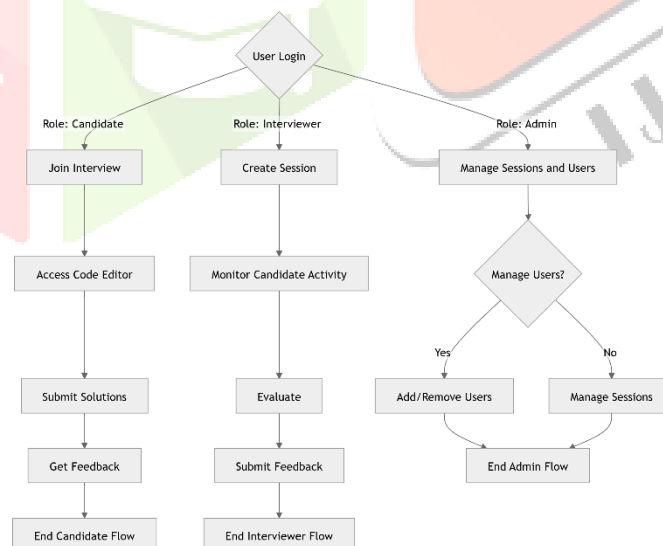 User Login
Role: Candidate
Role: Interviewer
Role: Admin
Join Interview
Create Session
Manage Sessions and Users
Access Code Editor
Monitor Candidate Activity
Manage Users?
Yes
No
Submit Solutions
Evaluate
Add/Remove Users
Manage Sessions
Get Feedback
Submit Feedback
End Admin Flow
End Candidate Flow
End Interviewer Flow